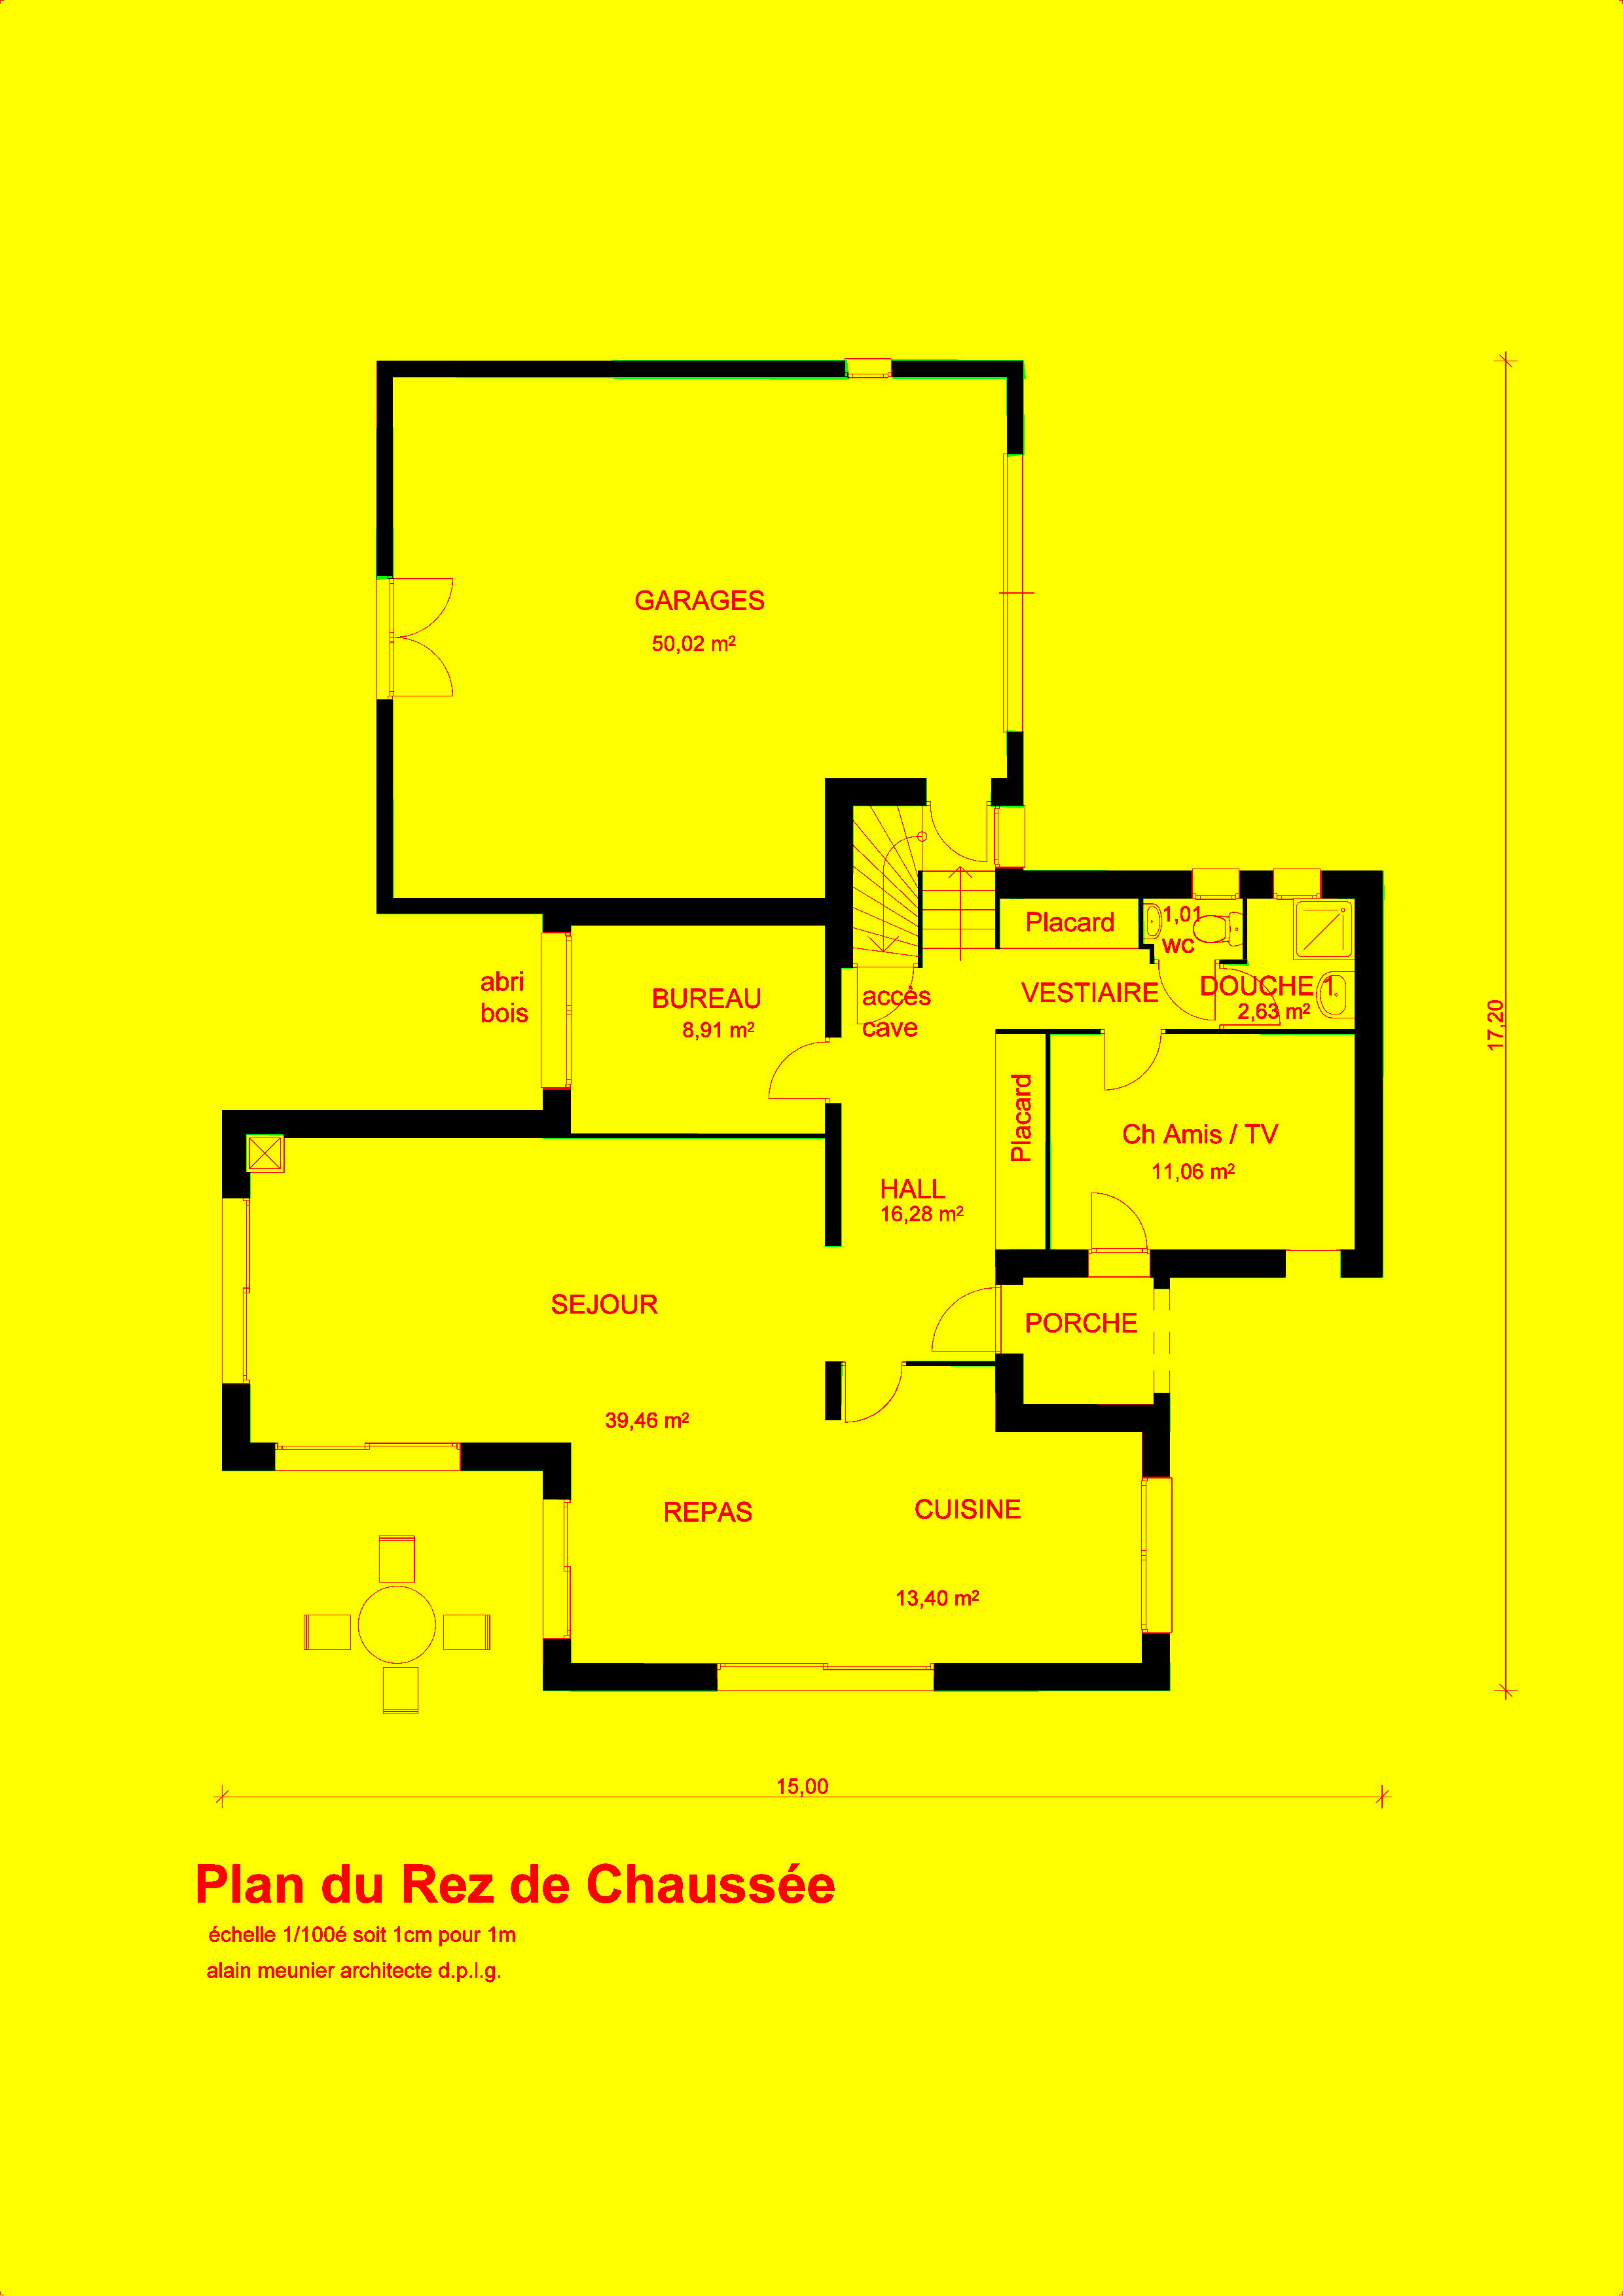 GARAGES
50,02 m²
Placard
1,01
WC
abri
bois
BUREAU
8,91 m²
accès
cave
VESTIAIRE
DOUCHE 1
2,63 m²
17,20
Placard
Ch Amis / TV
11,06 m²
HALL
16,28 m²
SEJOUR
PORCHE
39,46 m²
REPAS
CUISINE
13,40 m²
15,00
Plan du Rez de Chaussée
échelle 1/100é soit 1cm pour 1m
alain meunier architecte d.p.l.g.